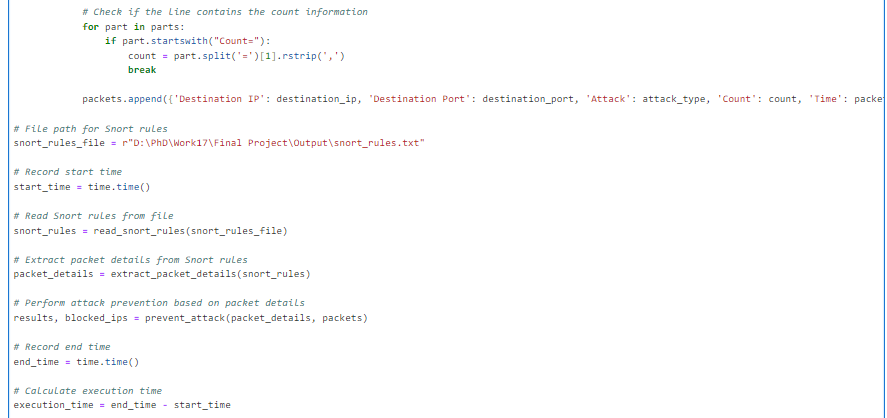 # Check if the line contains the count information
for part in parts:
if part.startswith("Count="):
count = part.split('=')[1].rstrip(',')
break
packets.append({'Destination IP': destination_ip, 'Destination Port': destination_port, 'Attack': attack_type, 'Count': count, 'Time': packe
# File path for Snort rules
snort_rules_file = r"D:\PhD\Work17\Final Project\Output\snort_rules.txt"
# Record start time
start_time = time.time()
# Read Snort rules from file
snort_rules = read_snort_rules(snort_rules_file)
# Extract packet details from Snort rules
packet_details = extract_packet_details(snort_rules)
# Perform attack prevention based on packet details
results, blocked_ips = prevent_attack(packet_details, packets)
# Record end time
end_time = time.time()
# Calculate execution time
execution_time = end_time - start_time